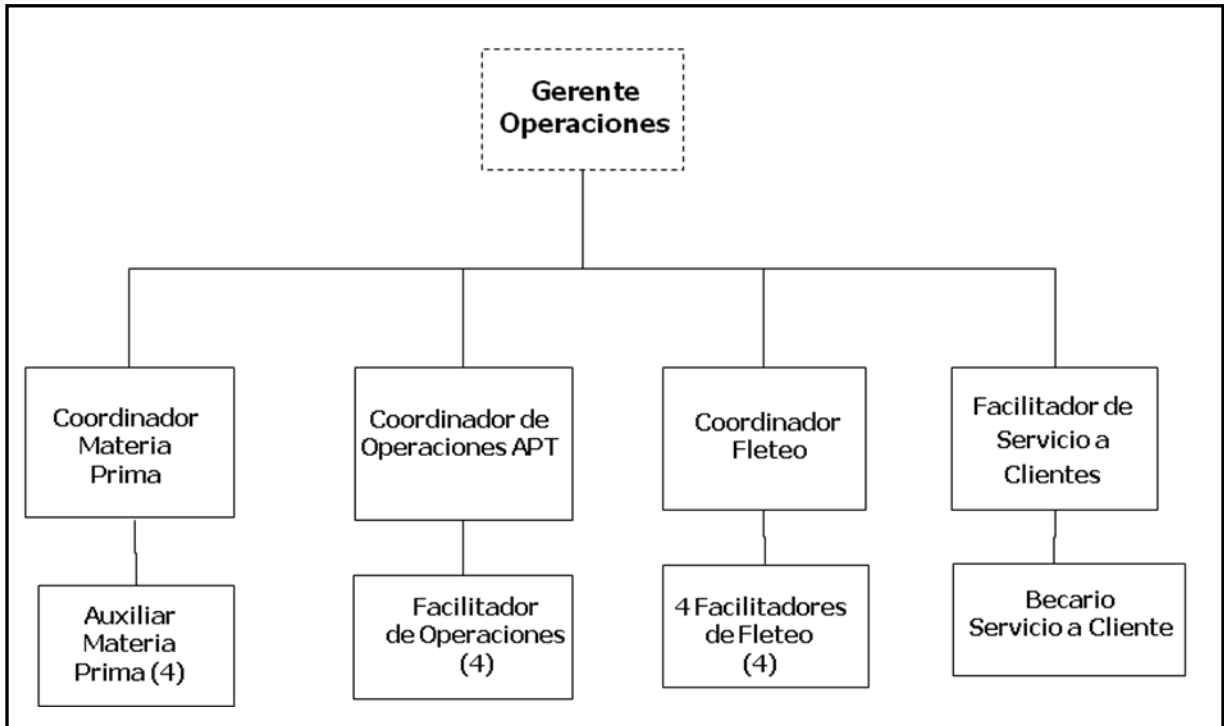 Gerente
Operaciones
Coordinador
Materia
Prima
Coordinador de
Operaciones APT
Coordinador
Fleteo
Facilitador de
Servicio a
Clientes
Auxiliar
Materia
Prima (4)
Facilitador
de Operaciones
(4)
4 Facilitadores
de Fleteo
(4)
Becario
Servicio a Cliente